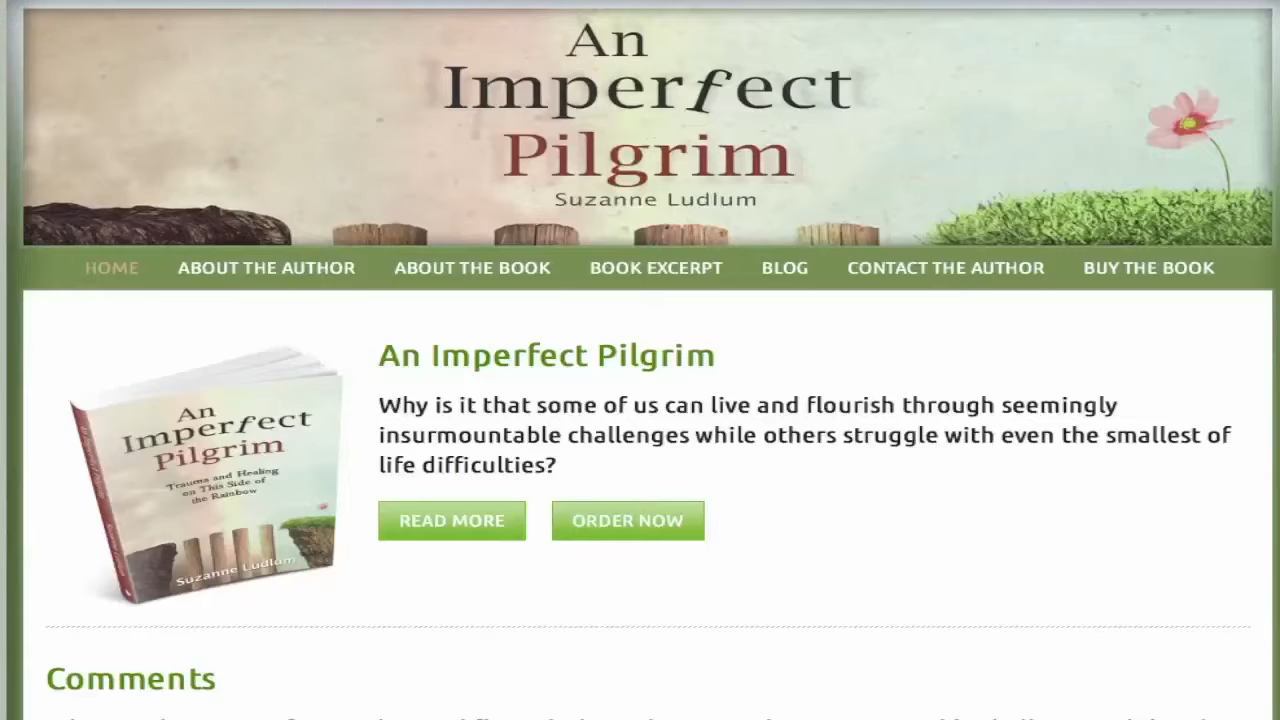 An
Imperfect
Pilgrim
Suzanne Ludlum
HOME ABOUT THE AUTHOR ABOUT THE BOOK BOOK EXCERPT BLOG CONTACT THE AUTHOR BUY THE BOOK
An
Imperfect
Pilgrim
Trauma and Healing
on This Side of
the Rainbow
Suzanne Ludlum
An Imperfect Pilgrim
Why is it that some of us can live and flourish through seemingly
insurmountable challenges while others struggle with even the smallest of
life difficulties?
READ MORE ORDER NOW
Comments